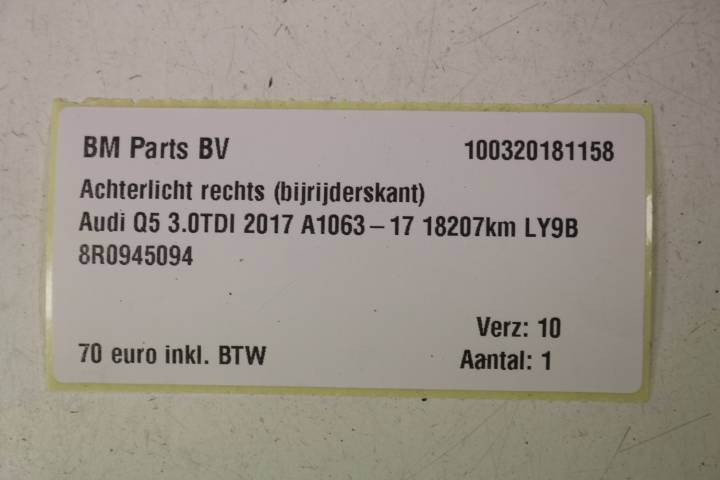 BM Parts BV 100320181158
Achterlicht rechts (bijrijderskant)
Audi Q5 3.0TDI 2017 A1063-17 18207km LY9B
8R0945094
Verz: 10
70 euro inkl. BTW Aantal: 1